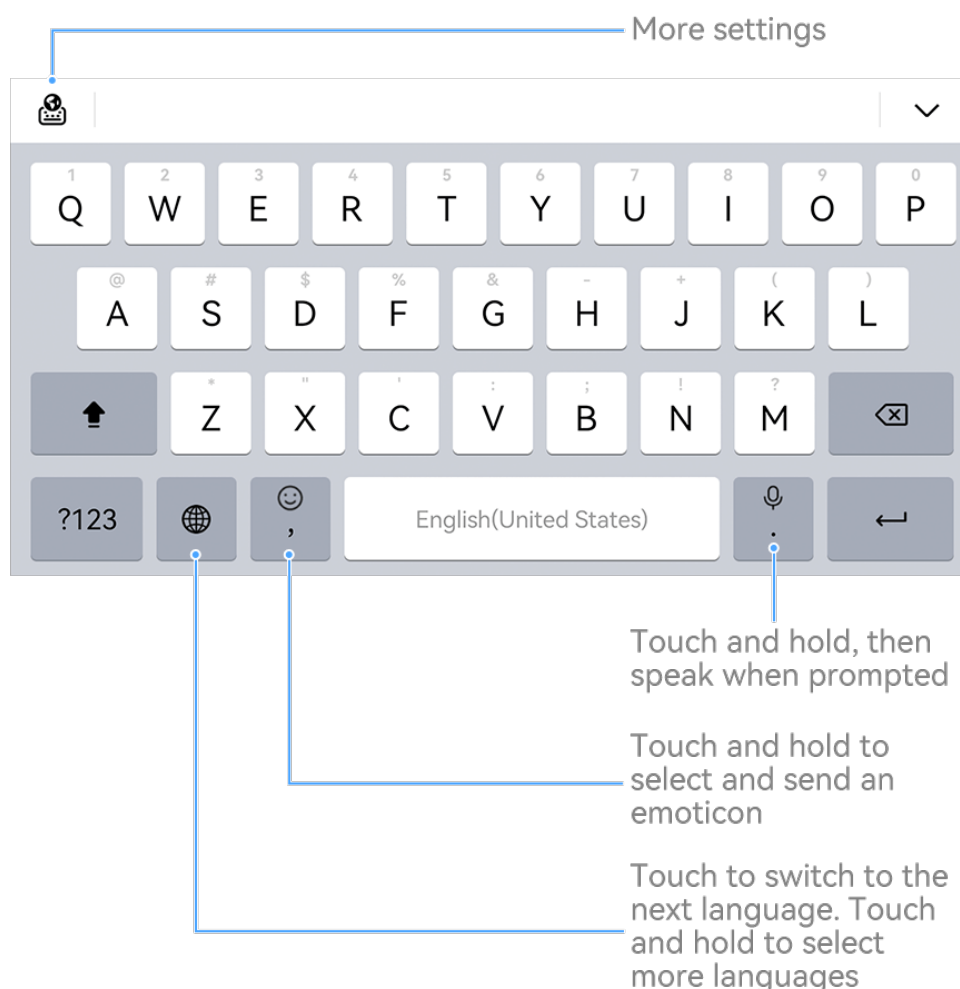 More settings
1 2 3 4 5 6 7 8 9 0
Q W E R T Y U I O P
@ # $ % & - + ( )
A S D F G H J K L
* " ' : ; ! ?
Z X C V B N M
?123 , English(United States) .
Touch and hold, then
speak when prompted
Touch and hold to
select and send an
emoticon
Touch to switch to the
next language. Touch
and hold to select
more languages